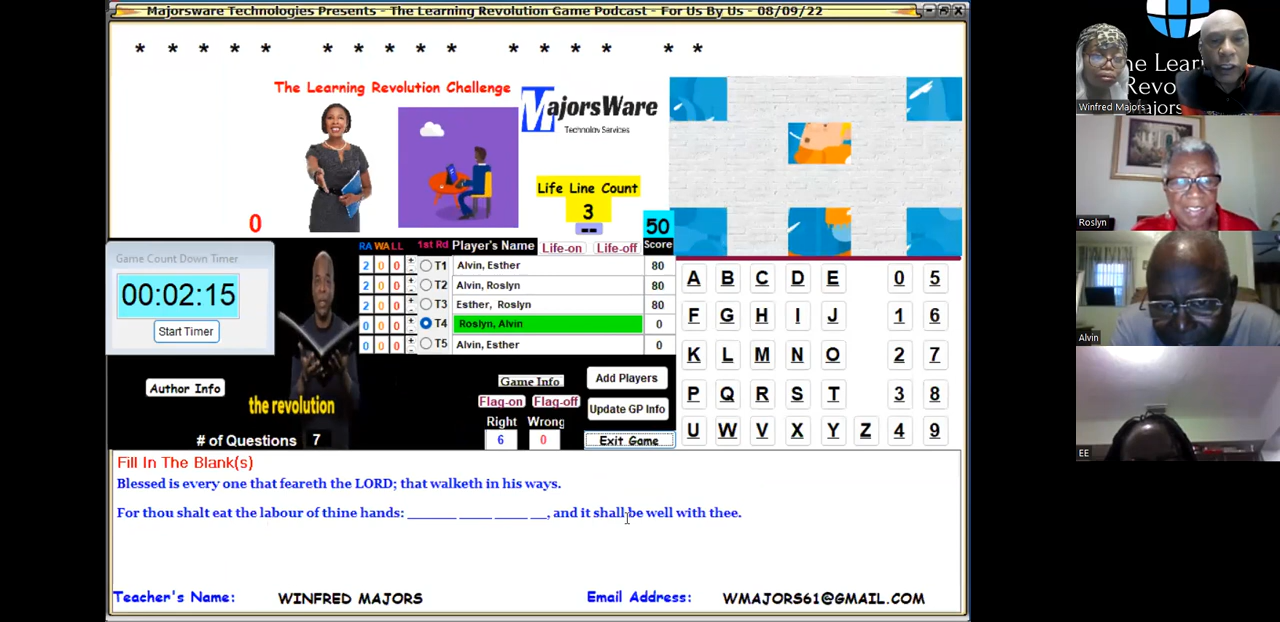 Majorsware Technologies Presents - The Learning Revolution Game Podcast - For Us By Us - 08/09/22
* * * * * * * * * * * * * * * *
The Learning Revolution Challenge
MajorsWare
Technology Services
Life Line Count
3
--
0
50
RA WA LL 1st Rd Player's Name Life-on Life-off Score
2 0 0 + - T1 Alvin, Esther 80
2 0 0 + - T2 Alvin, Roslyn 80
2 0 0 + - T3 Esther, Roslyn 80
0 0 0 + - T4 Roslyn, Alvin 0
0 0 0 + - T5 Alvin, Esther 0
Game Count Down Timer
00:02:15
Start Timer
Author Info
the revolution
# of Questions 7
Game Info
Flag-on Flag-off
Right Wrong
6 0
Add Players
Update GP Info
Exit Game
A B C D E 0 5
F G H I J 1 6
K L M N O 2 7
P Q R S T 3 8
U W V X Y Z 4 9
Fill In The Blank(s)
Blessed is every one that feareth the LORD; that walketh in his ways.
For thou shalt eat the labour of thine hands: _______ _____ _____ __, and it shall be well with thee.
Teacher's Name: WINFRED MAJORS Email Address: WMAJORS61@GMAIL.COM
Winfred Majors
Roslyn
Alvin
EE